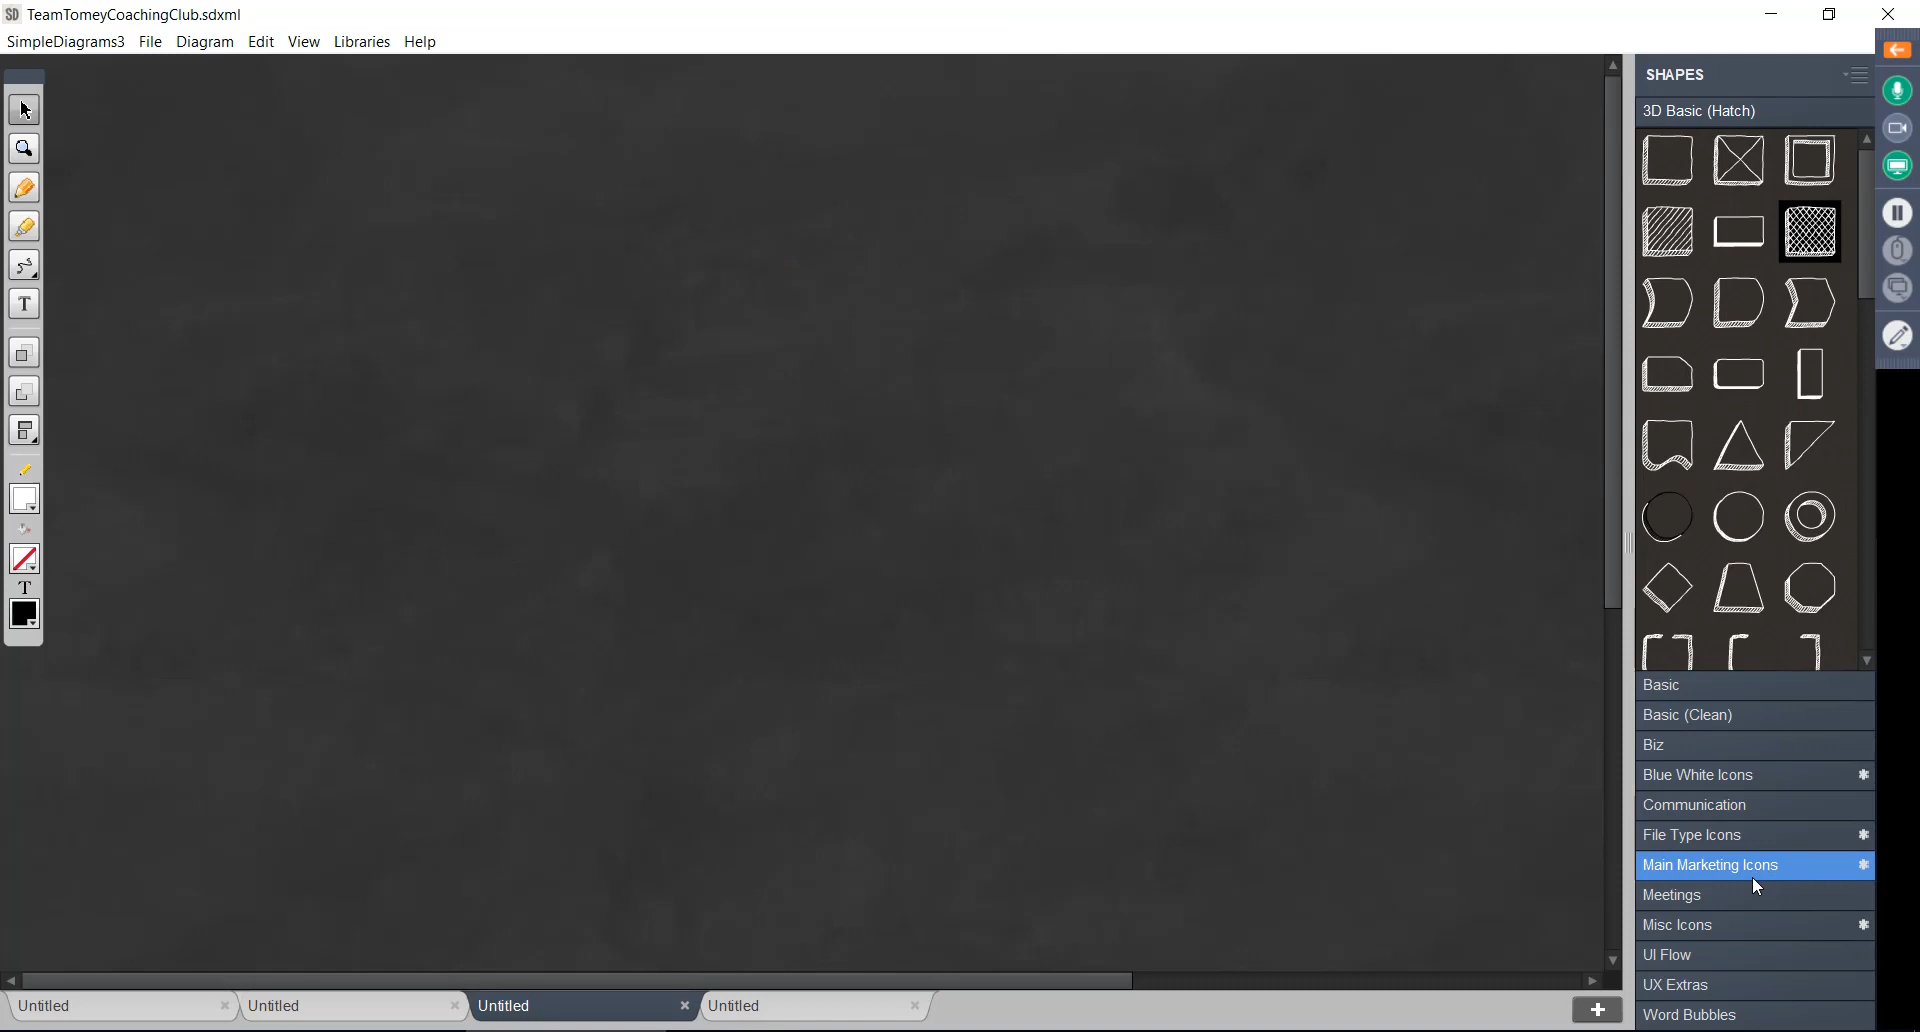 SD TeamTomeyCoachingClub.sdxml
SimpleDiagrams3 File Diagram Edit View Libraries Help
SHAPES
3D Basic (Hatch)
T
T
Basic
Basic (Clean)
Biz
Blue White Icons
Communication
File Type Icons
Main Marketing Icons
Meetings
Misc Icons
UI Flow
UX Extras
Word Bubbles
Untitled Untitled Untitled Untitled